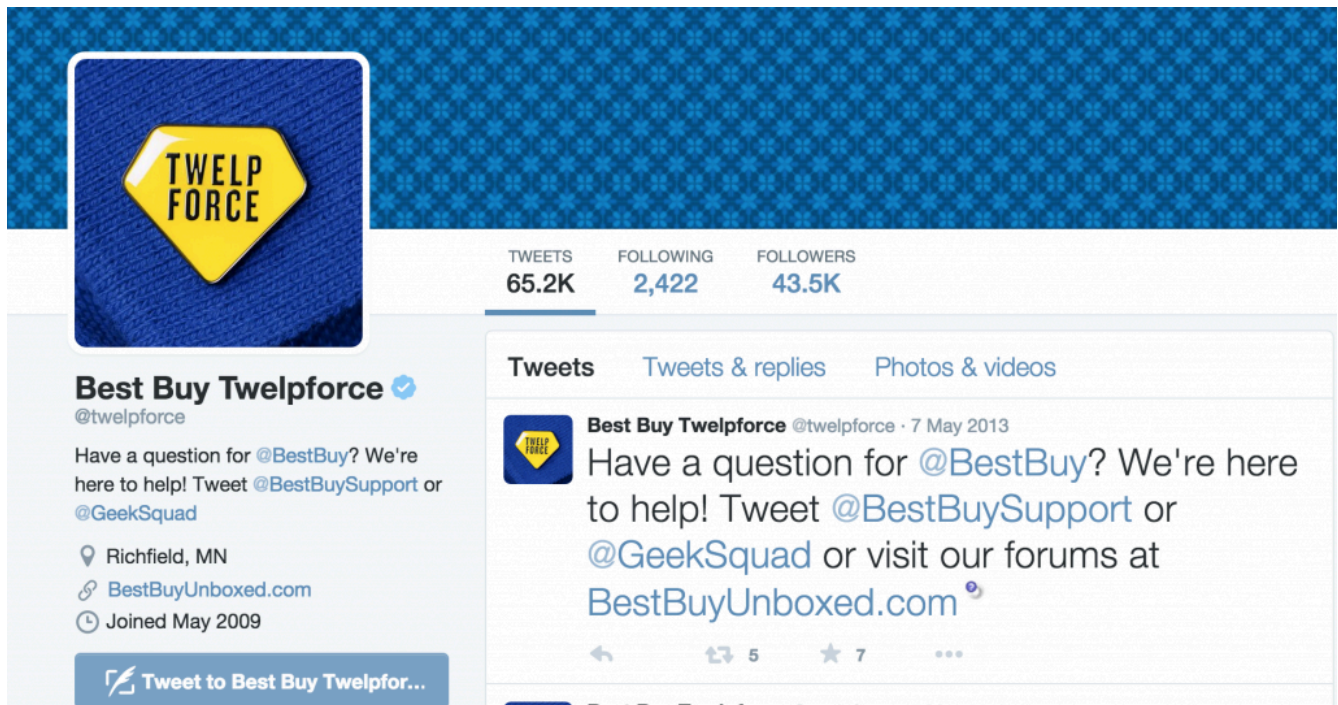 TWELP
FORCE
TWEETS FOLLOWING FOLLOWERS
65.2K 2,422 43.5K
Best Buy Twelpforce
@twelpforce
Have a question for @BestBuy? We're
here to help! Tweet @BestBuySupport or
@GeekSquad
Richfield, MN
BestBuyUnboxed.com
Joined May 2009
Tweet to Best Buy Twelpfor...
Tweets Tweets & replies Photos & videos
TWELP
FORCE
Best Buy Twelpforce @twelpforce · 7 May 2013
Have a question for @BestBuy? We're here
to help! Tweet @BestBuySupport or
@GeekSquad or visit our forums at
BestBuyUnboxed.com
5 7